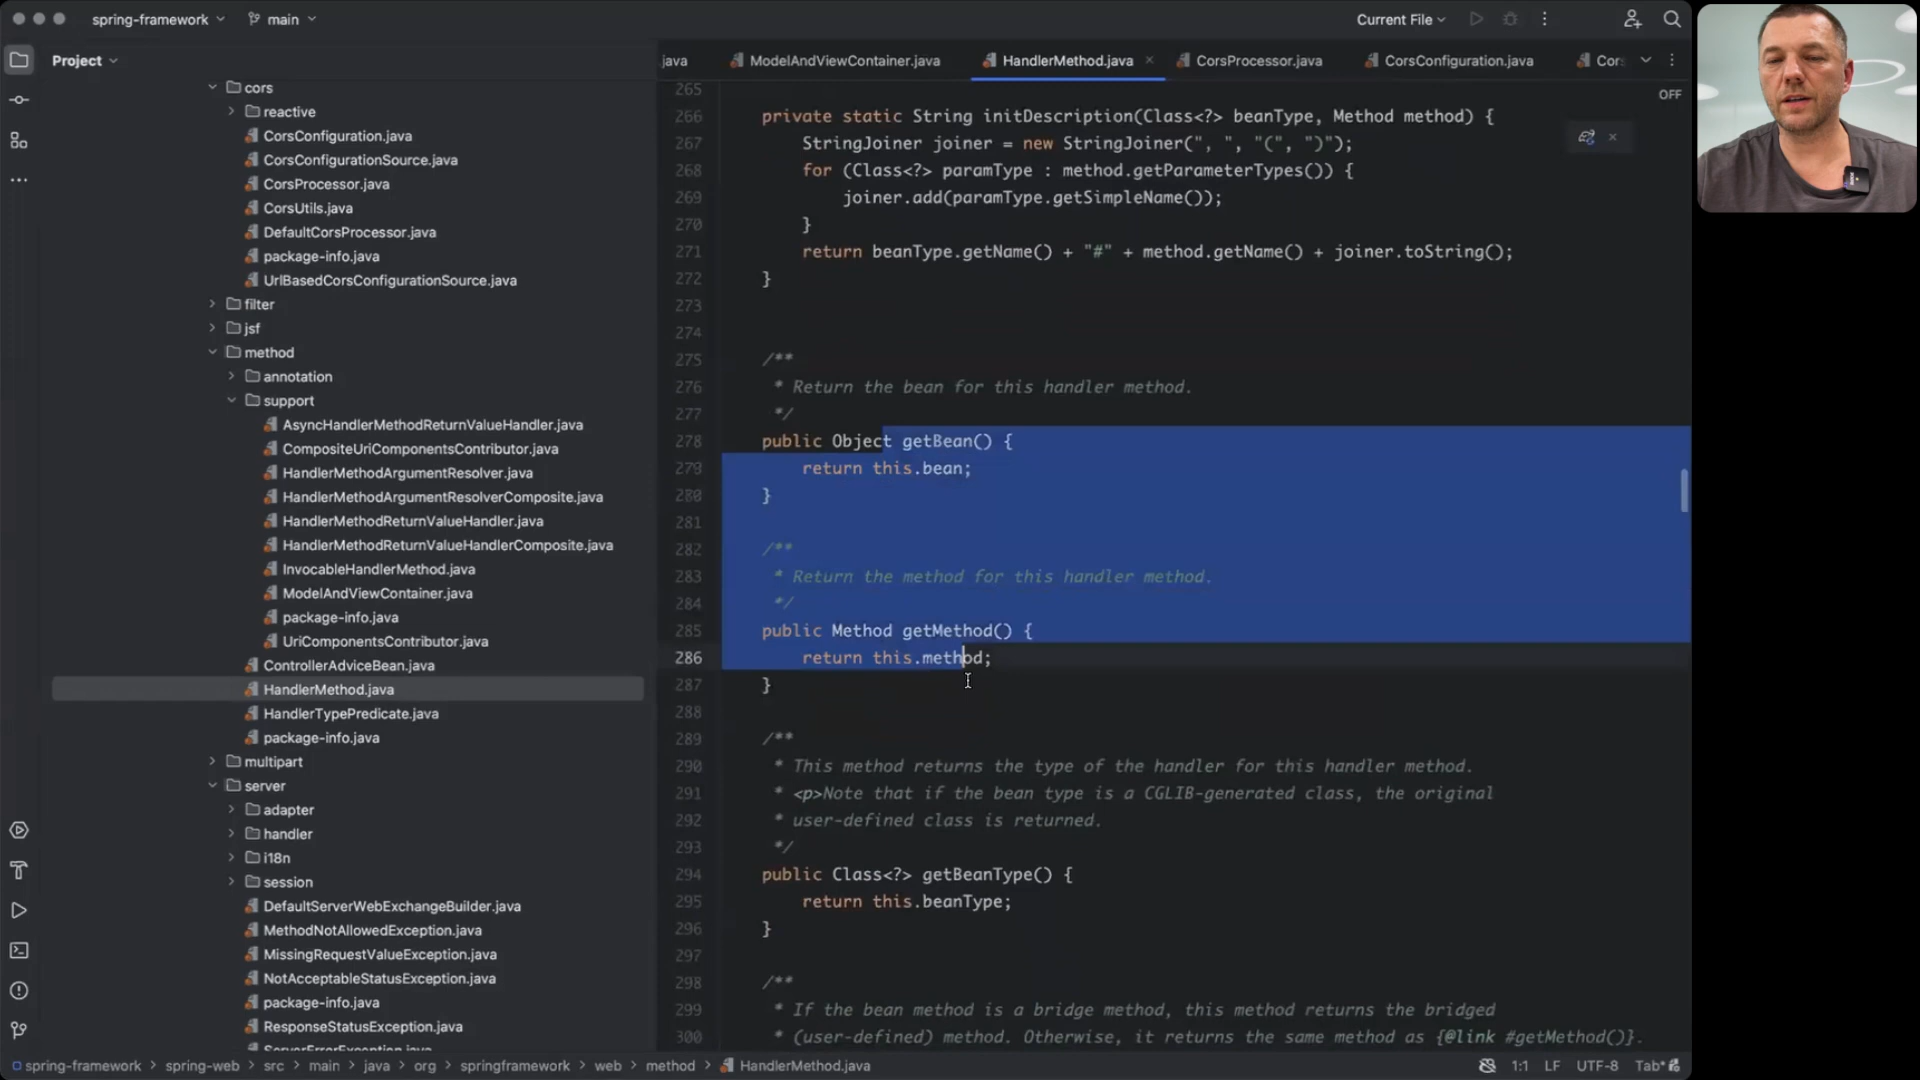 spring-framework
main
Current File
Project
java
ModelAndViewContainer.java
HandlerMethod.java
CorsProcessor.java
CorsConfiguration.java
Cors
OFF
cors
reactive
CorsConfiguration.java
CorsConfigurationSource.java
CorsProcessor.java
CorsUtils.java
DefaultCorsProcessor.java
package-info.java
UrlBasedCorsConfigurationSource.java
filter
jsf
method
annotation
support
AsyncHandlerMethodReturnValueHandler.java
CompositeUriComponentsContributor.java
HandlerMethodArgumentResolver.java
HandlerMethodArgumentResolverComposite.java
HandlerMethodReturnValueHandler.java
HandlerMethodReturnValueHandlerComposite.java
InvocableHandlerMethod.java
ModelAndViewContainer.java
package-info.java
UriComponentsContributor.java
ControllerAdviceBean.java
HandlerMethod.java
HandlerTypePredicate.java
package-info.java
multipart
server
adapter
handler
i18n
session
DefaultServerWebExchangeBuilder.java
MethodNotAllowedException.java
MissingRequestValueException.java
NotAcceptableStatusException.java
package-info.java
ResponseStatusException.java
ServerErrorException.java
265
266 private static String initDescription(Class<?> beanType, Method method) {
267 StringJoiner joiner = new StringJoiner(", ", "(", ")");
268 for (Class<?> paramType : method.getParameterTypes()) {
269 joiner.add(paramType.getSimpleName());
270 }
271 return beanType.getName() + "#" + method.getName() + joiner.toString();
272 }
273
274
275 /**
276 * Return the bean for this handler method.
277 */
278 public Object getBean() {
279 return this.bean;
280 }
281
282 /**
283 * Return the method for this handler method.
284 */
285 public Method getMethod() {
286 return this.method;
287 }
288
289 /**
290 * This method returns the type of the handler for this handler method.
291 * <p>Note that if the bean type is a CGLIB-generated class, the original
292 * user-defined class is returned.
293 */
294 public Class<?> getBeanType() {
295 return this.beanType;
296 }
297
298 /**
299 * If the bean method is a bridge method, this method returns the bridged
300 * (user-defined) method. Otherwise, it returns the same method as {@link #getMethod()}.
spring-framework > spring-web > src > main > java > org > springframework > web > method > HandlerMethod.java
1:1 LF UTF-8 Tab*